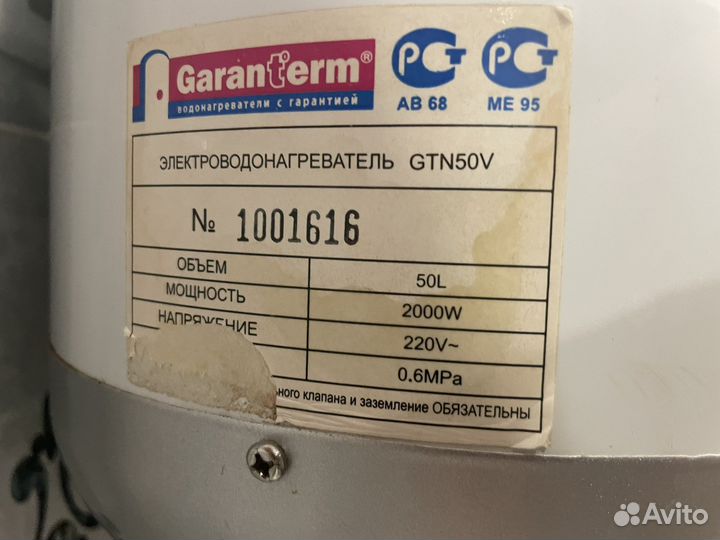 Garanterm®
водонагреватели с гарантией
РСТ РСТ
АВ 68 МЕ 95
ЭЛЕКТРОВОДОНАГРЕВАТЕЛЬ GTN50V
№ 1001616
ОБЪЕМ 50L
МОЩНОСТЬ 2000W
НАПРЯЖЕНИЕ 220V~
0.6MPa
клапана и заземление ОБЯЗАТЕЛЬНЫ
Avito